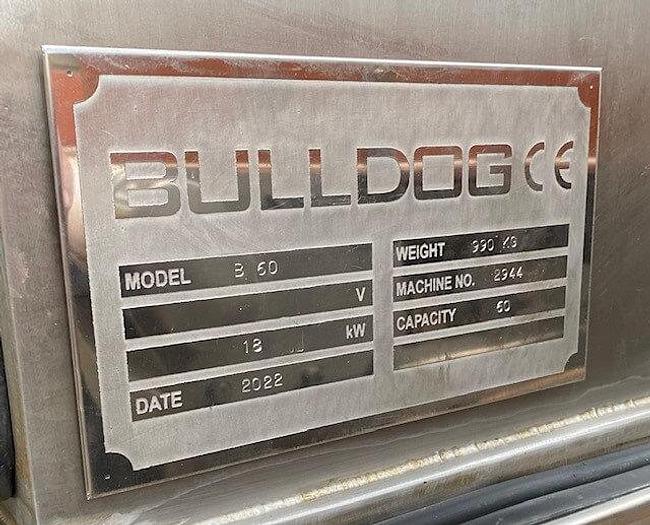 BULLDOG CE
MODEL B 60
V
18 kW
DATE 2022
WEIGHT 990 KG
MACHINE NO. 2944
CAPACITY 60